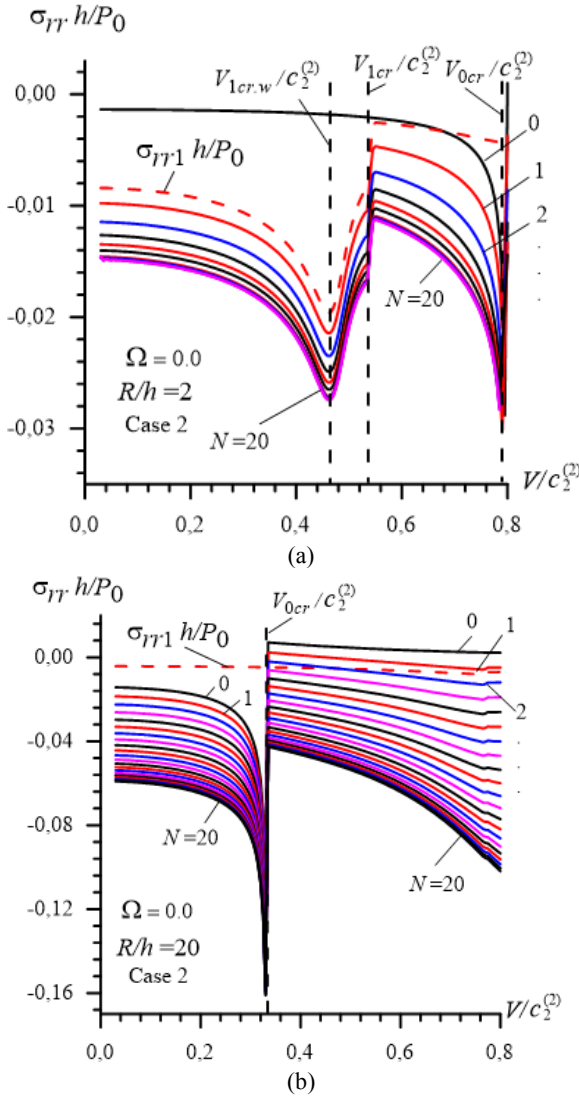 σrr h/P0
0,00
-0,01
-0,02
-0,03
V1cr.w/c2(2)
V1cr/c2(2)
V0cr/c2(2)
σrr1 h/P0
0
1
2
.
.
.
N=20
Ω = 0.0
R/h =2
Case 2
N=20
V/c2(2)
0,0
0,2
0,4
0,6
0,8
(a)
σrr h/P0
V0cr/c2(2)
σrr1 h/P0
0,00
-0,04
-0,08
-0,12
-0,16
0
1
0
1
2
.
.
.
N=20
N=20
Ω = 0.0
R/h =20
Case 2
V/c2(2)
0,0
0,2
0,4
0,6
0,8
(b)